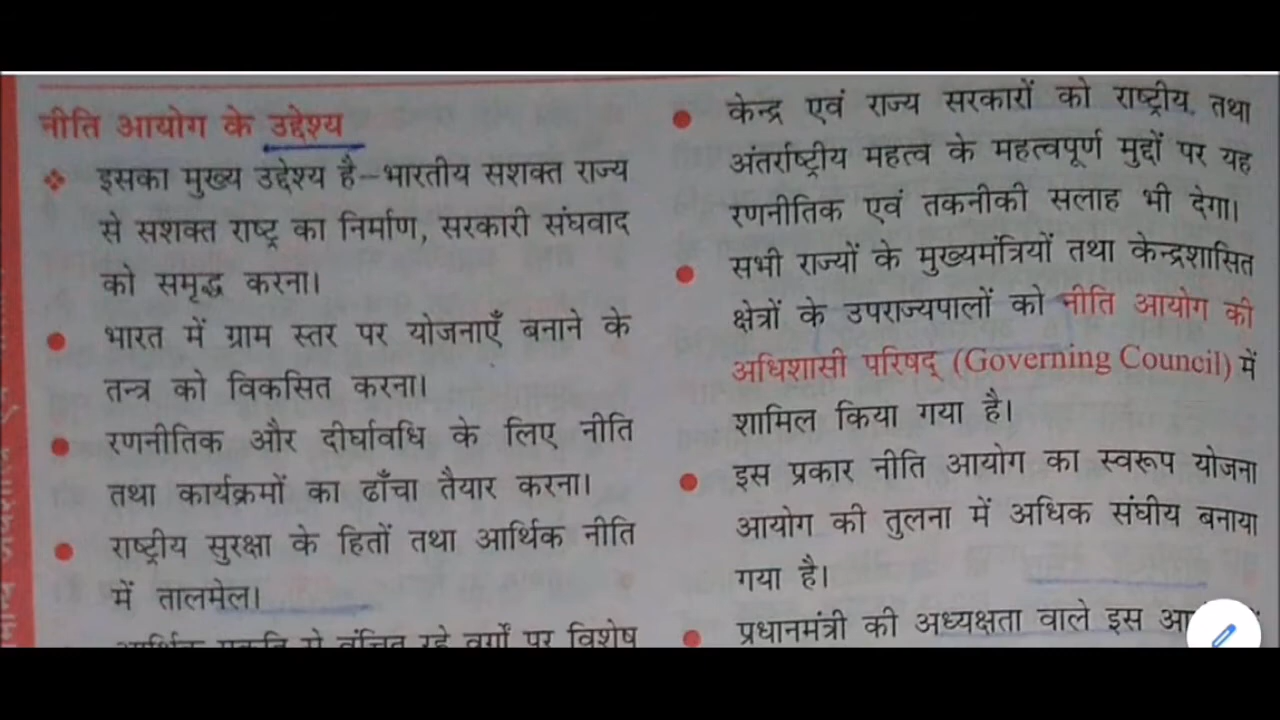 नीति आयोग के उद्देश्य
इसका मुख्य उद्देश्य है–भारतीय सशक्त राज्य
से सशक्त राष्ट्र का निर्माण, सरकारी संघवाद
को समृद्ध करना।
भारत में ग्राम स्तर पर योजनाएँ बनाने के
तन्त्र को विकसित करना।
रणनीतिक और दीर्घावधि के लिए नीति
तथा कार्यक्रमों का ढाँचा तैयार करना।
राष्ट्रीय सुरक्षा के हितों तथा आर्थिक नीति
में तालमेल।
से वंचित रहे वर्गों पर विशेष
केन्द्र एवं राज्य सरकारों को राष्ट्रीय तथा
अंतर्राष्ट्रीय महत्व के महत्वपूर्ण मुद्दों पर यह
रणनीतिक एवं तकनीकी सलाह भी देगा।
सभी राज्यों के मुख्यमंत्रियों तथा केन्द्रशासित
क्षेत्रों के उपराज्यपालों को नीति आयोग की
अधिशासी परिषद् (Governing Council) में
शामिल किया गया है।
इस प्रकार नीति आयोग का स्वरूप योजना
आयोग की तुलना में अधिक संघीय बनाया
गया है।
प्रधानमंत्री की अध्यक्षता वाले इस